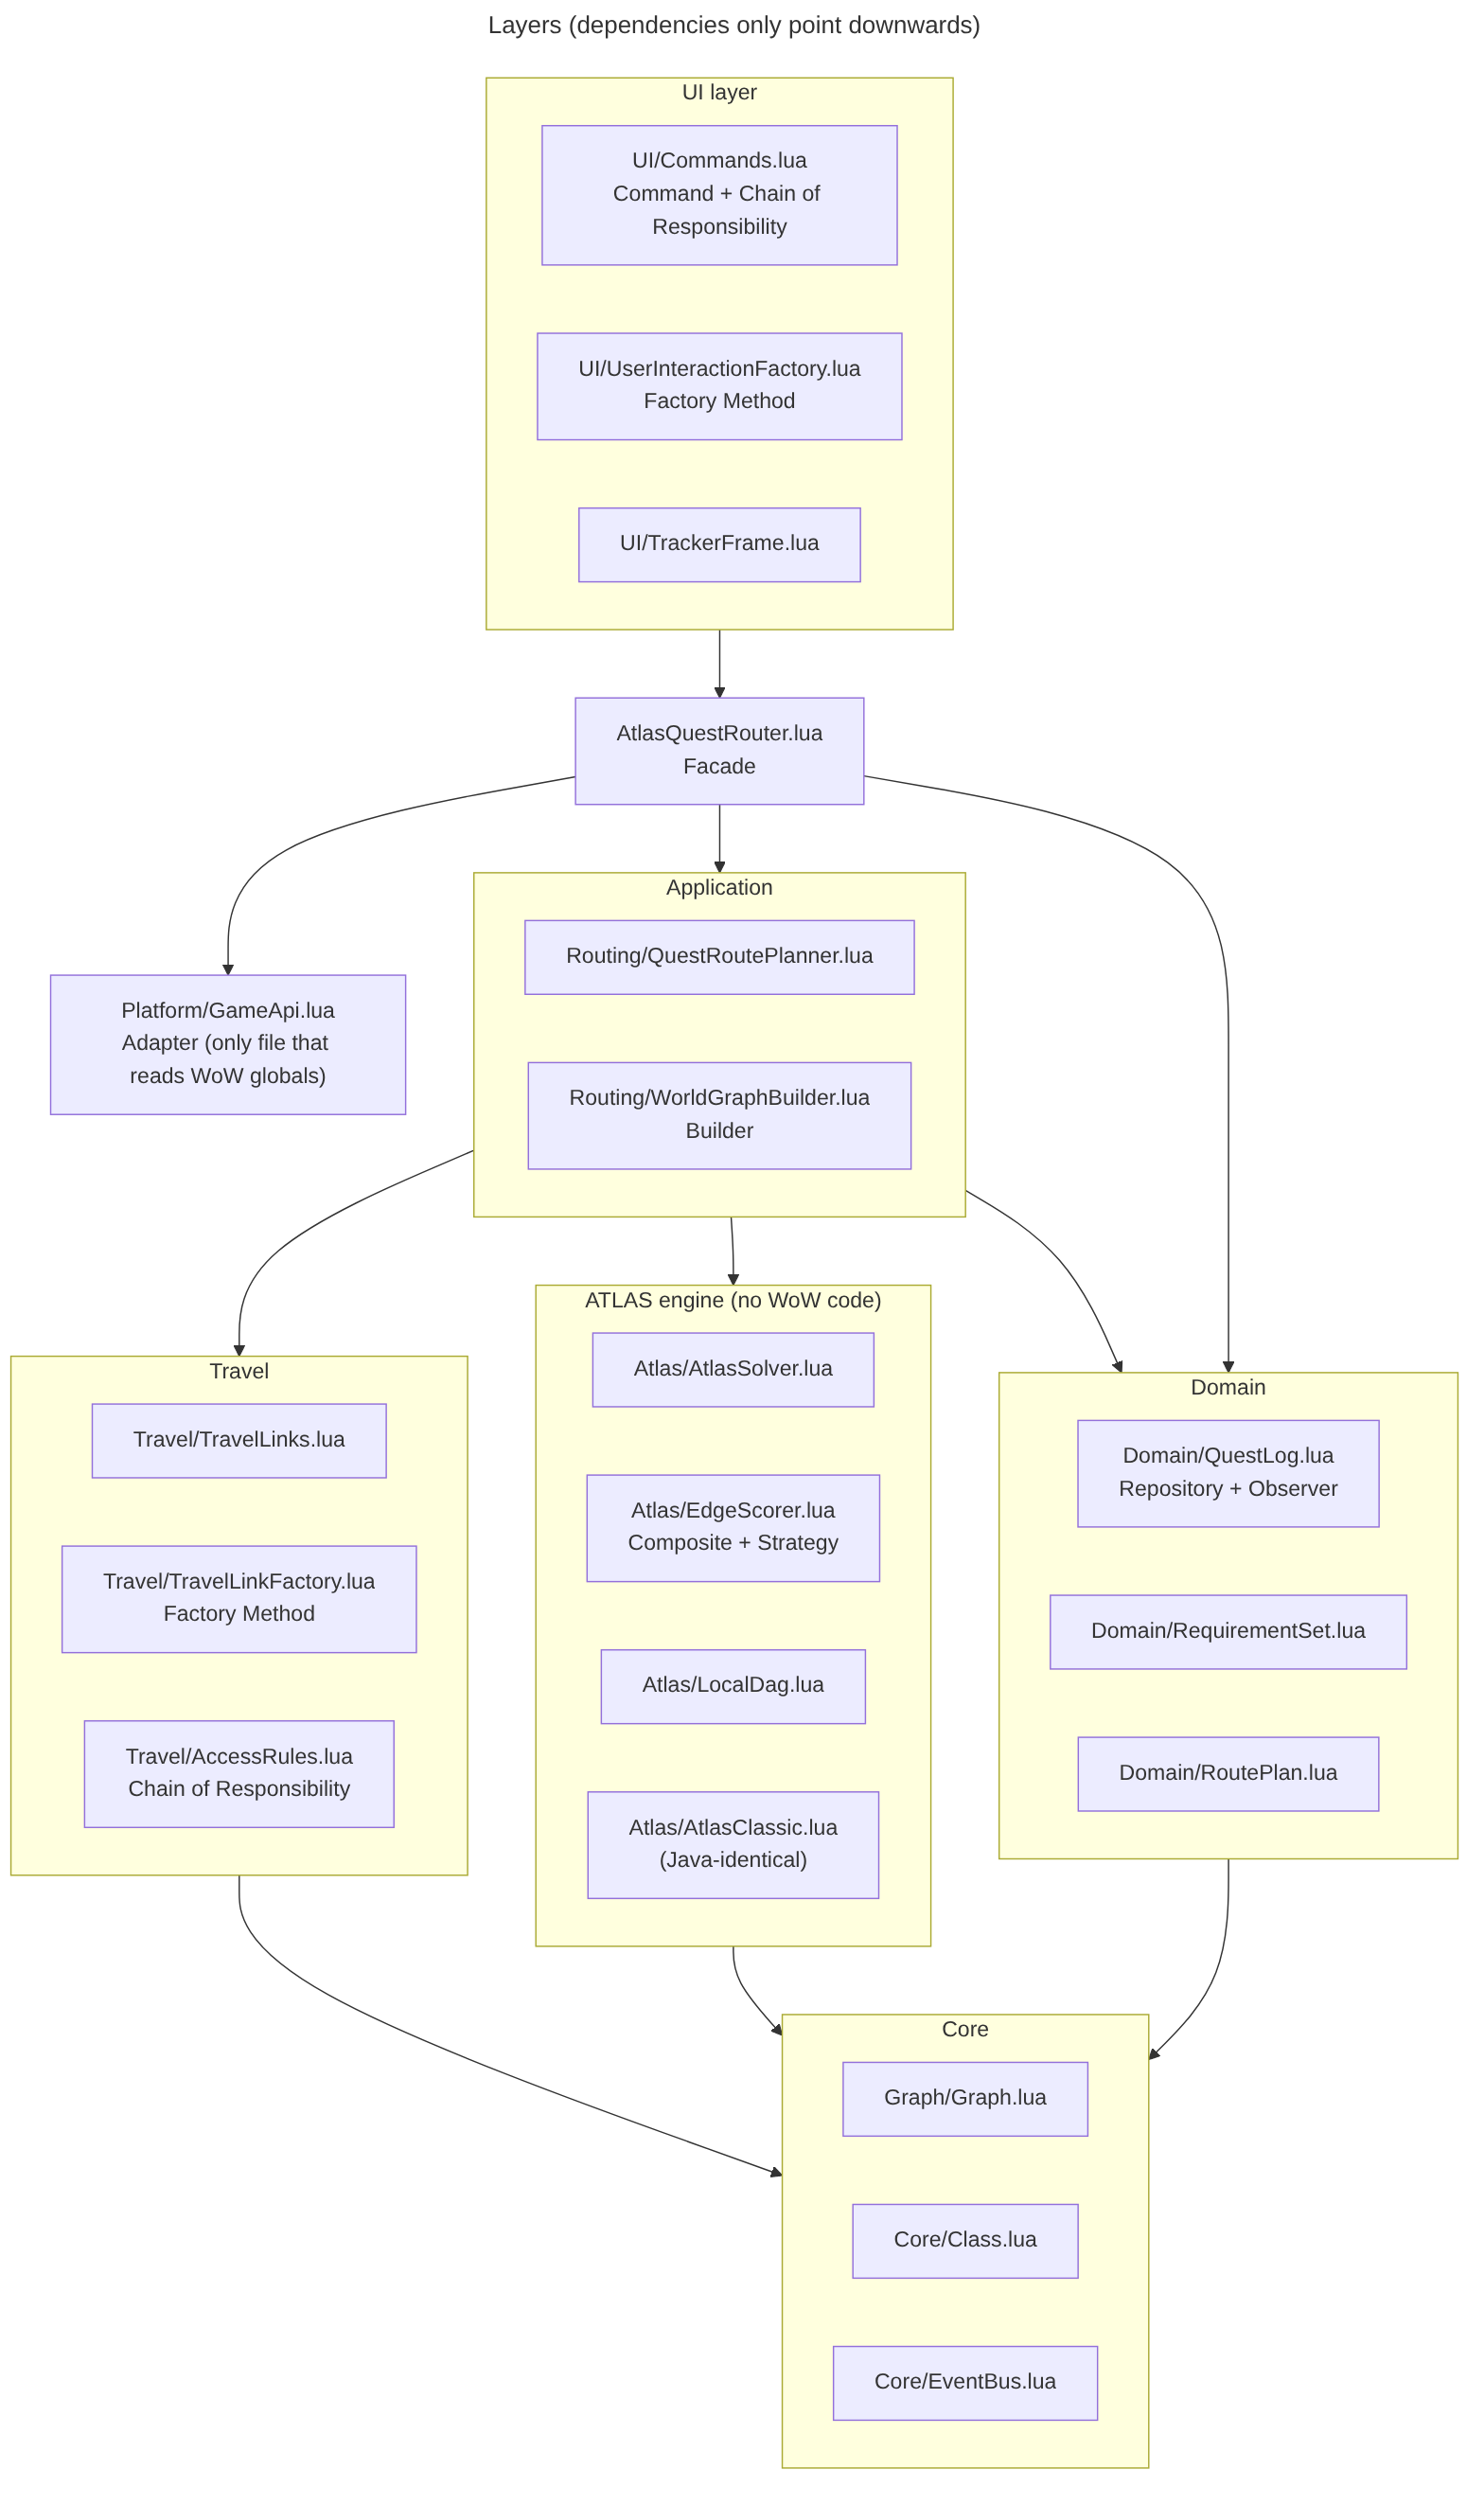 Layers (dependencies only point downwards)
UI layer
UI/Commands.lua
Command + Chain of
Responsibility
UI/UserInteractionFactory.lua
Factory Method
UI/TrackerFrame.lua
AtlasQuestRouter.lua
Facade
Platform/GameApi.lua
Adapter (only file that
reads WoW globals)
Application
Routing/QuestRoutePlanner.lua
Routing/WorldGraphBuilder.lua
Builder
Travel
Travel/TravelLinks.lua
Travel/TravelLinkFactory.lua
Factory Method
Travel/AccessRules.lua
Chain of Responsibility
ATLAS engine (no WoW code)
Atlas/AtlasSolver.lua
Atlas/EdgeScorer.lua
Composite + Strategy
Atlas/LocalDag.lua
Atlas/AtlasClassic.lua
(Java-identical)
Domain
Domain/QuestLog.lua
Repository + Observer
Domain/RequirementSet.lua
Domain/RoutePlan.lua
Core
Graph/Graph.lua
Core/Class.lua
Core/EventBus.lua